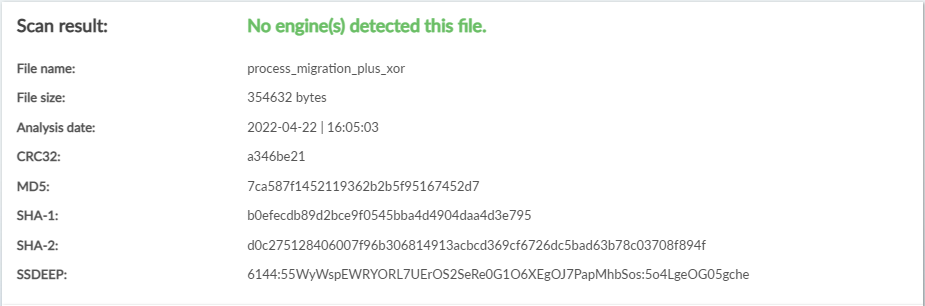 Scan result: No engine(s) detected this file.
File name: process_migration_plus_xor
File size: 354632 bytes
Analysis date: 2022-04-22 | 16:05:03
CRC32: a346be21
MD5: 7ca587f1452119362b2b5f95167452d7
SHA-1: b0efecdb89d2bce9f0545bba4d4904daa4d3e795
SHA-2: d0c275128406007f96b306814913acbcd369cf6726dc5bad63b78c03708f894f
SSDEEP: 6144:55WyWspEWRYORL7UErOS2SeRe0G1O6XEgOJ7PapMhbSos:5o4LgeOG05gche